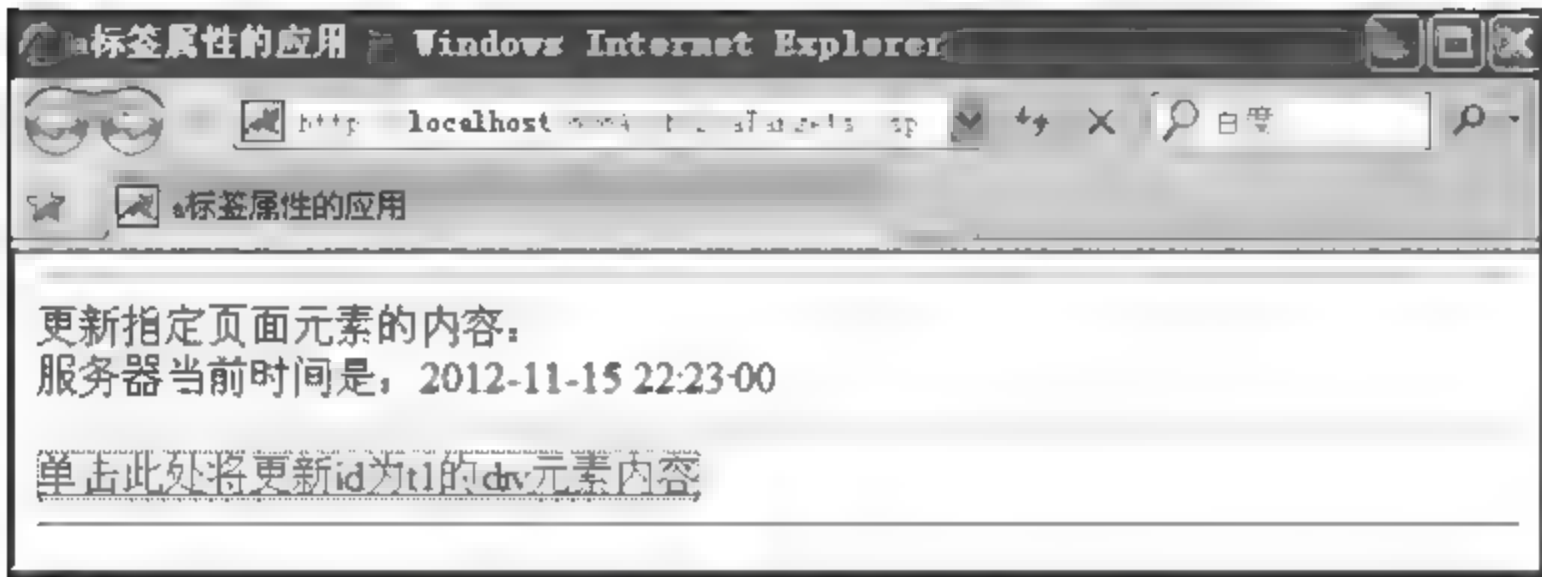 a标签属性的应用 Windows Internet Explorer
http localhost
百度
a标签属性的应用
更新指定页面元素的内容：
服务器当前时间是：2012-11-15 22:23:00
单击此处将更新id为t1的div元素内容